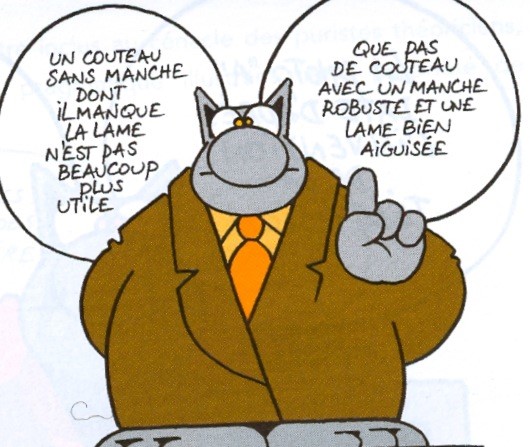 UN COUTEAU
SANS MANCHE
DONT
iL MANQUE
LA LAME
N'EST PAS
BEAUCOUP
PLUS
UTiLE
QUE PAS
DE COUTEAU
AVEC UN MANCHE
ROBUSTE ET UNE
LAME BiEN
AiGUiSÉE